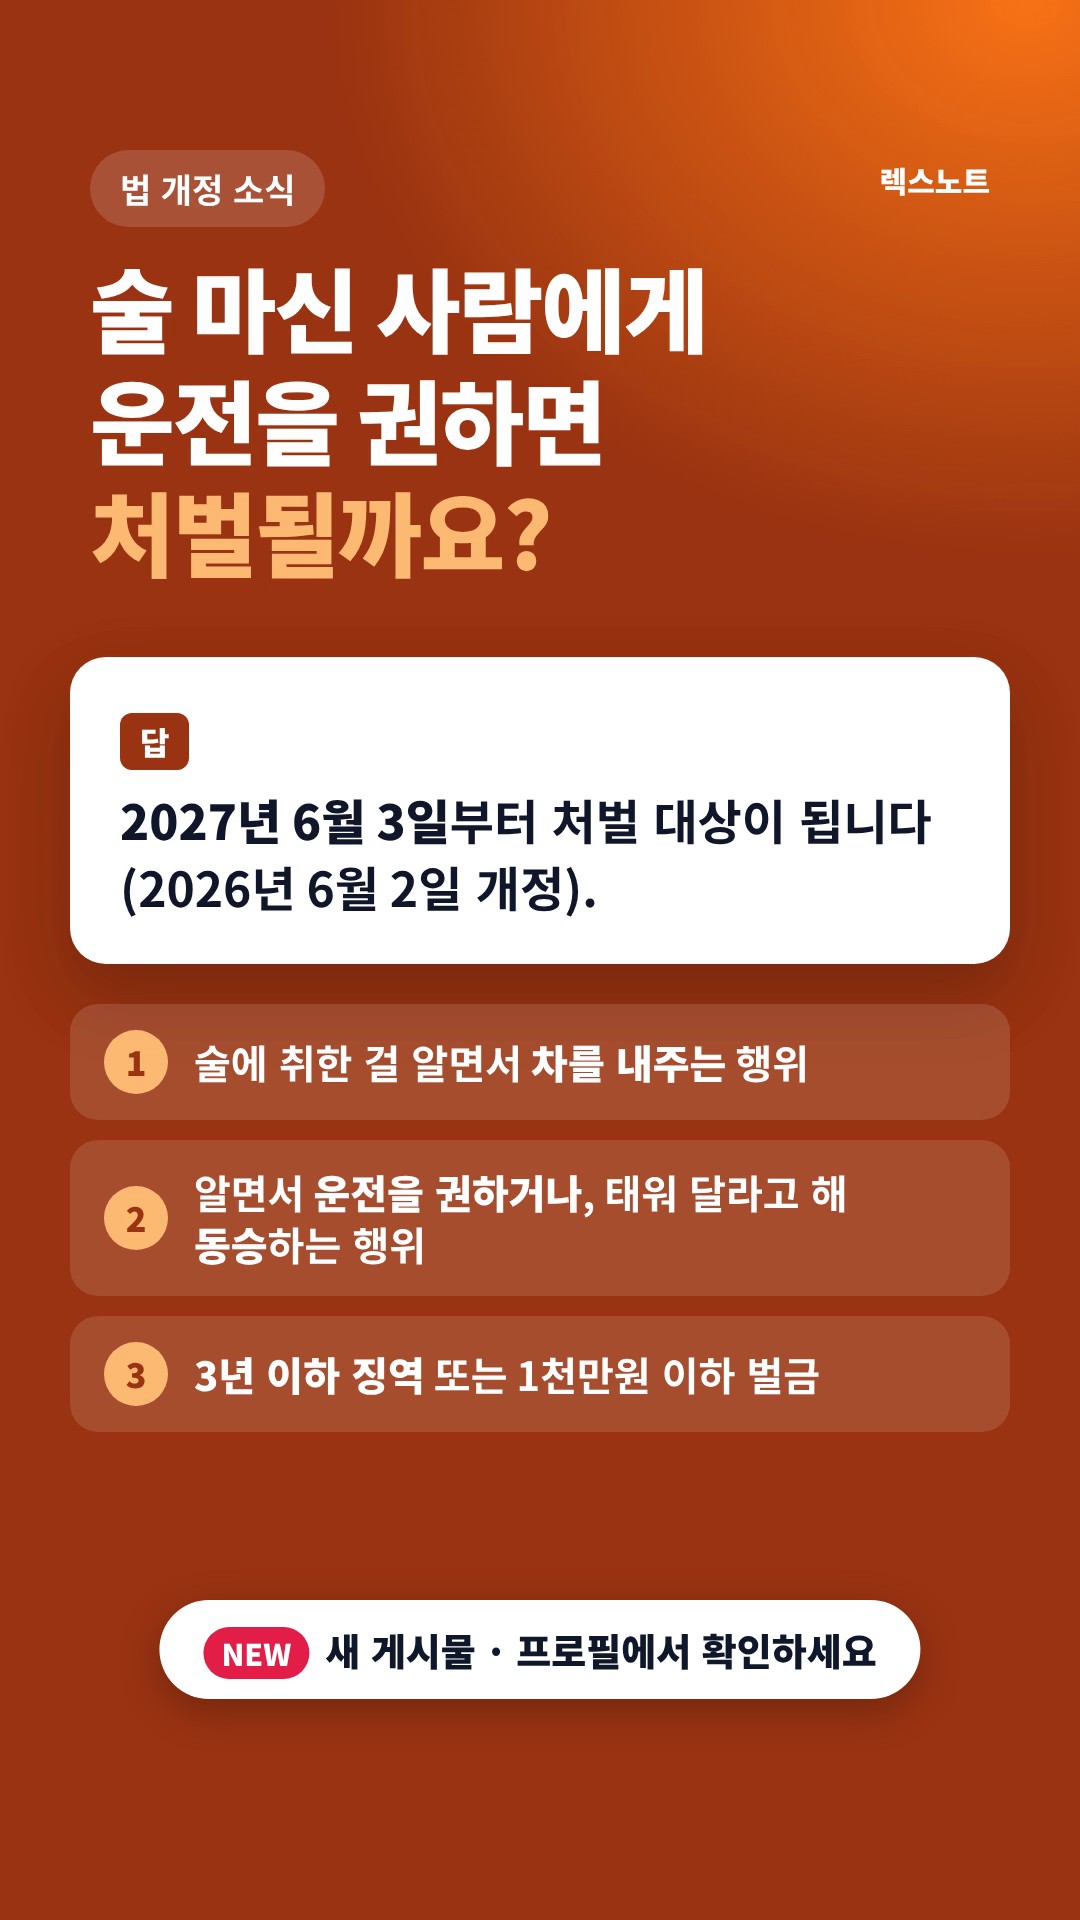 법 개정 소식
렉스노트
술 마신 사람에게
운전을 권하면
처벌될까요?
답
2027년 6월 3일부터 처벌 대상이 됩니다
(2026년 6월 2일 개정).
1 술에 취한 걸 알면서 차를 내주는 행위
2 알면서 운전을 권하거나, 태워 달라고 해
동승하는 행위
3 3년 이하 징역 또는 1천만원 이하 벌금
NEW 새 게시물 · 프로필에서 확인하세요